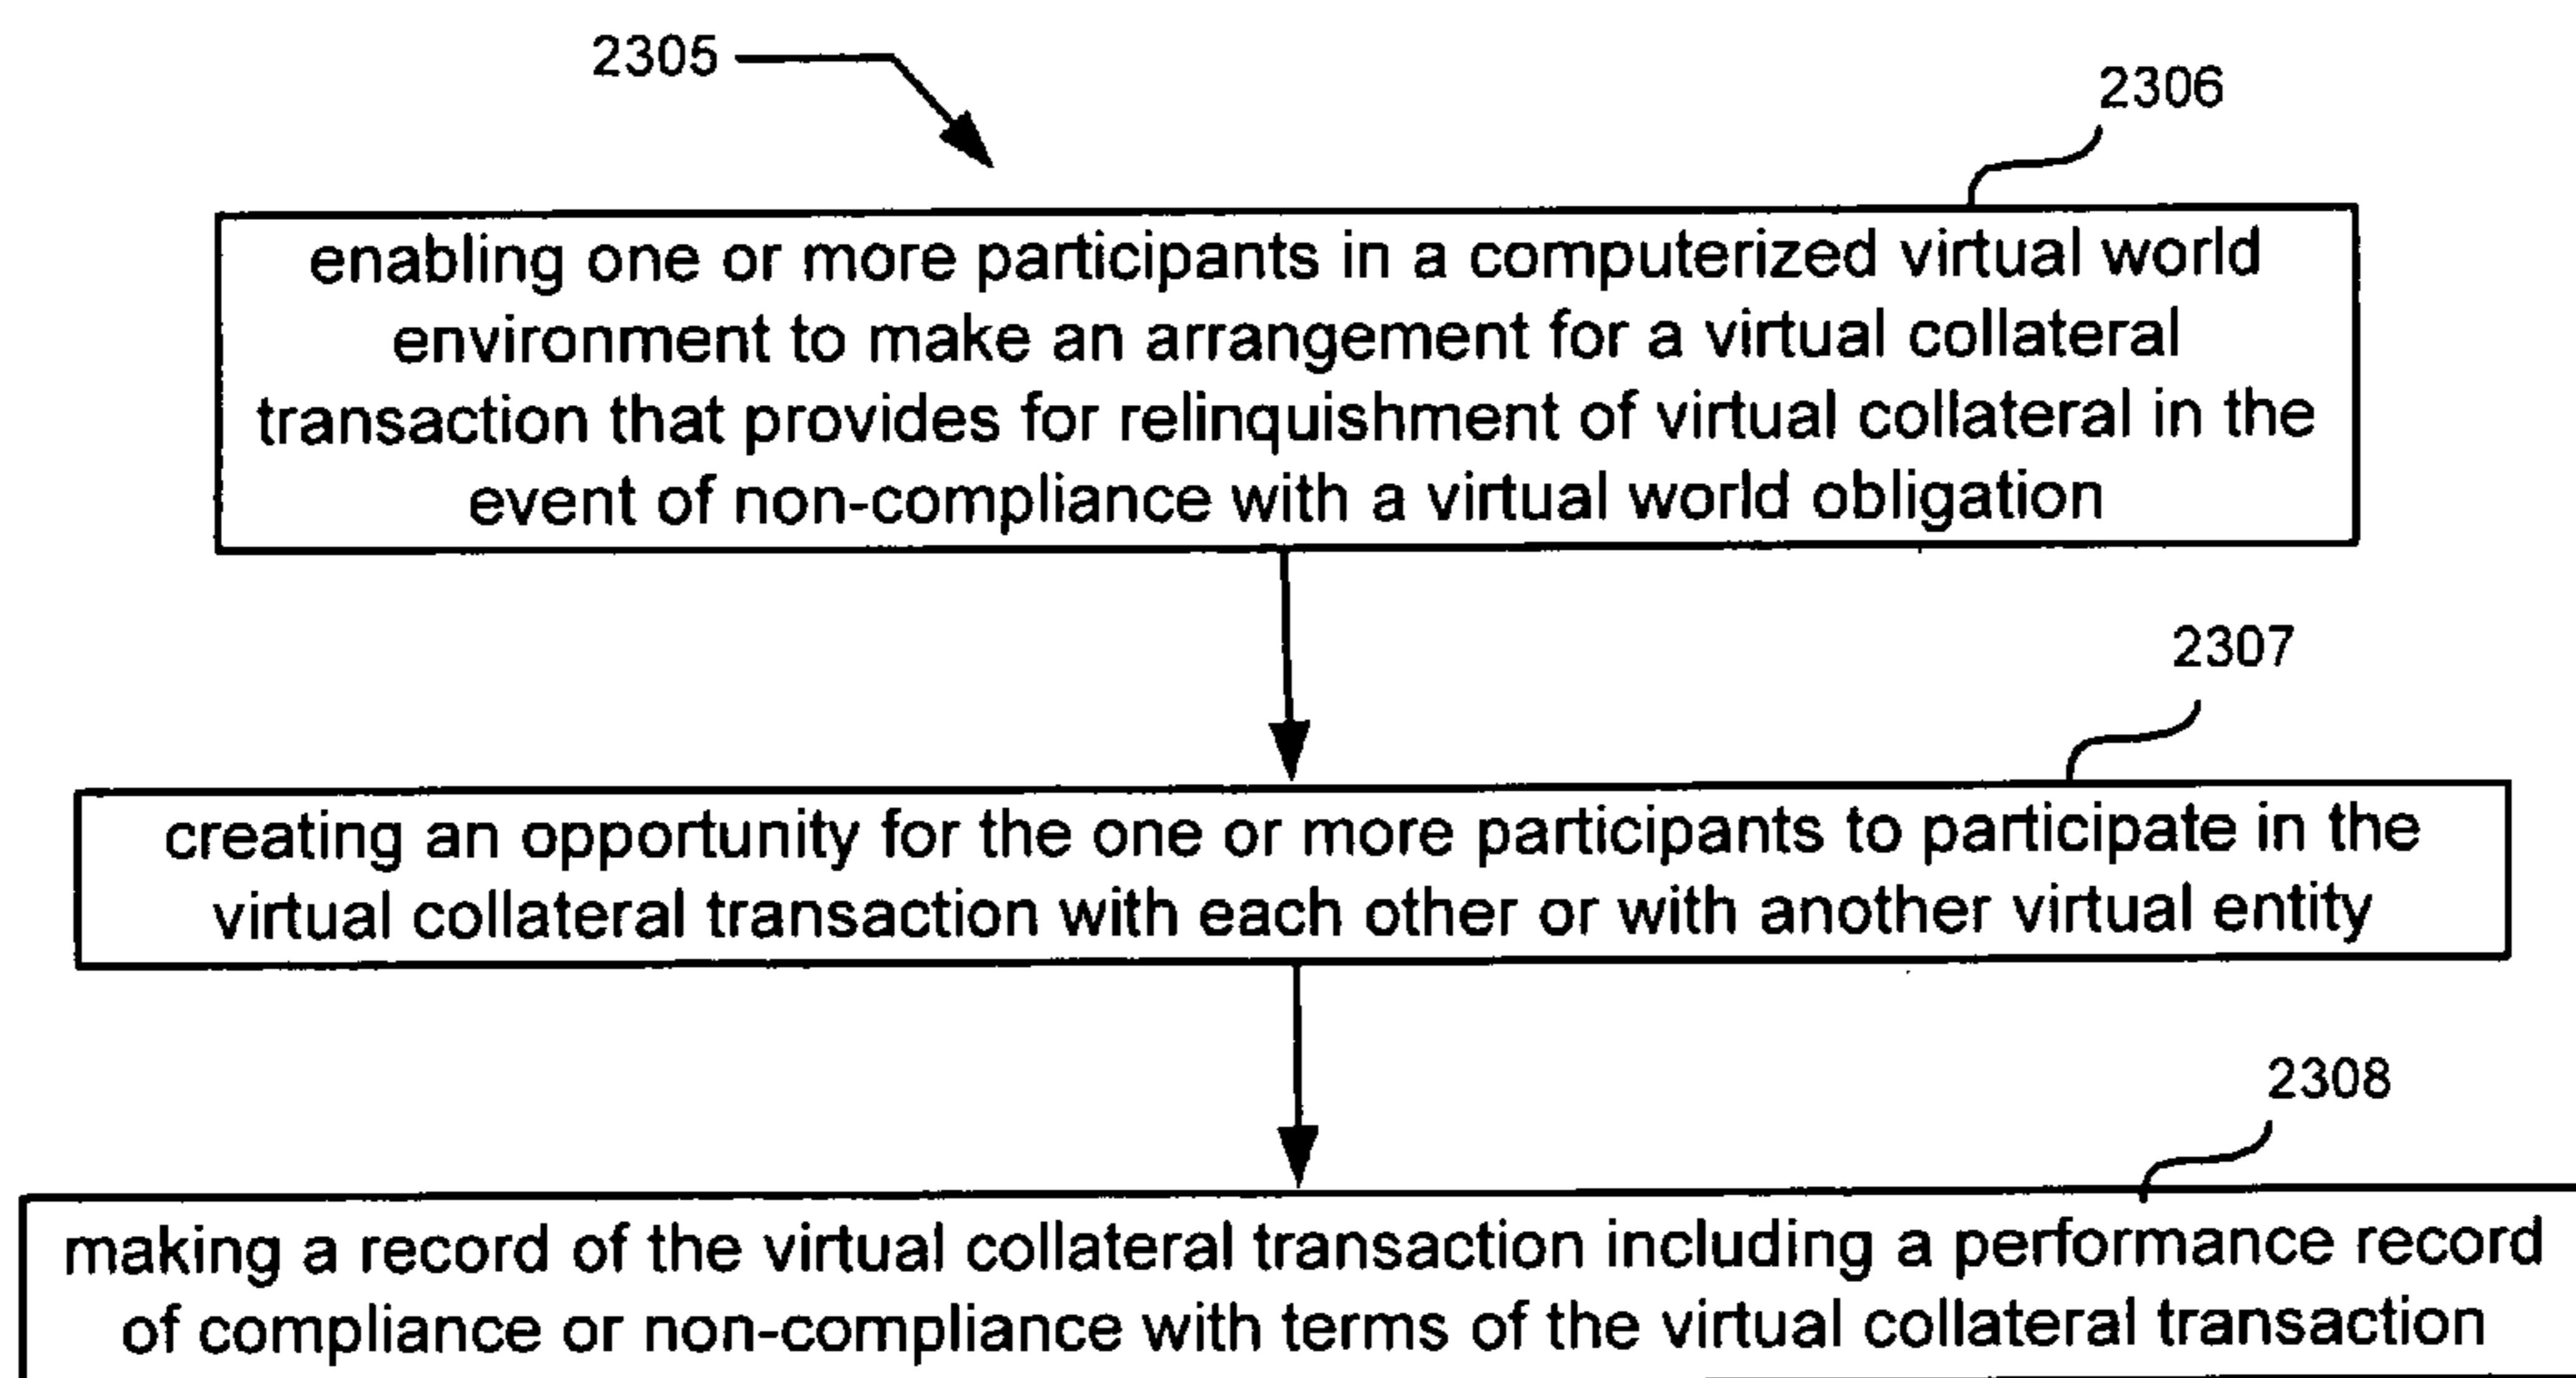 2305
2306
enabling one or more participants in a computerized virtual world
environment to make an arrangement for a virtual collateral
transaction that provides for relinquishment of virtual collateral in the
event of non-compliance with a virtual world obligation
2307
creating an opportunity for the one or more participants to participate in the
virtual collateral transaction with each other or with another virtual entity
2308
making a record of the virtual collateral transaction including a performance record
of compliance or non-compliance with terms of the virtual collateral transaction